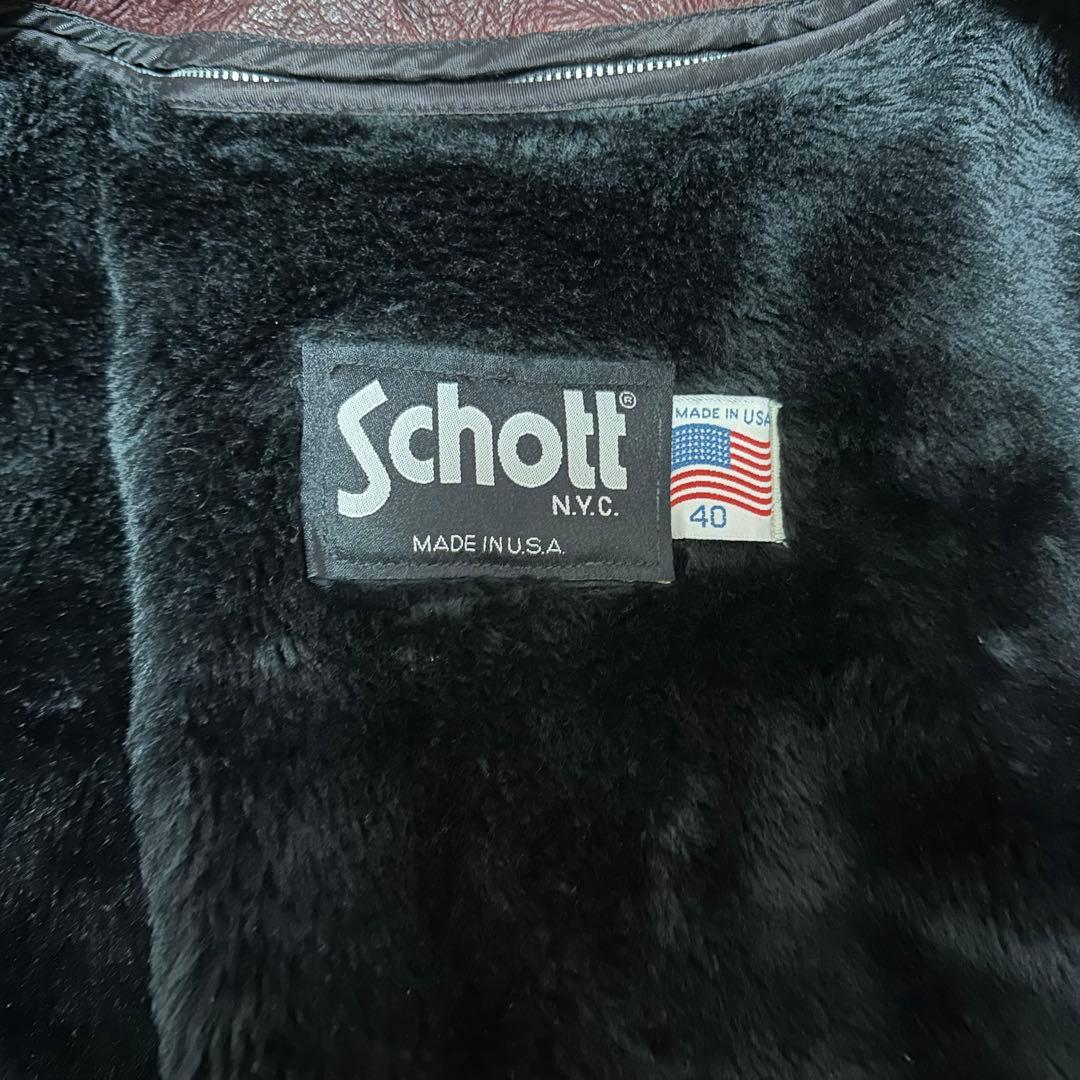 Schott®
N.Y.C.
MADE IN U.S.A.
MADE IN USA
40